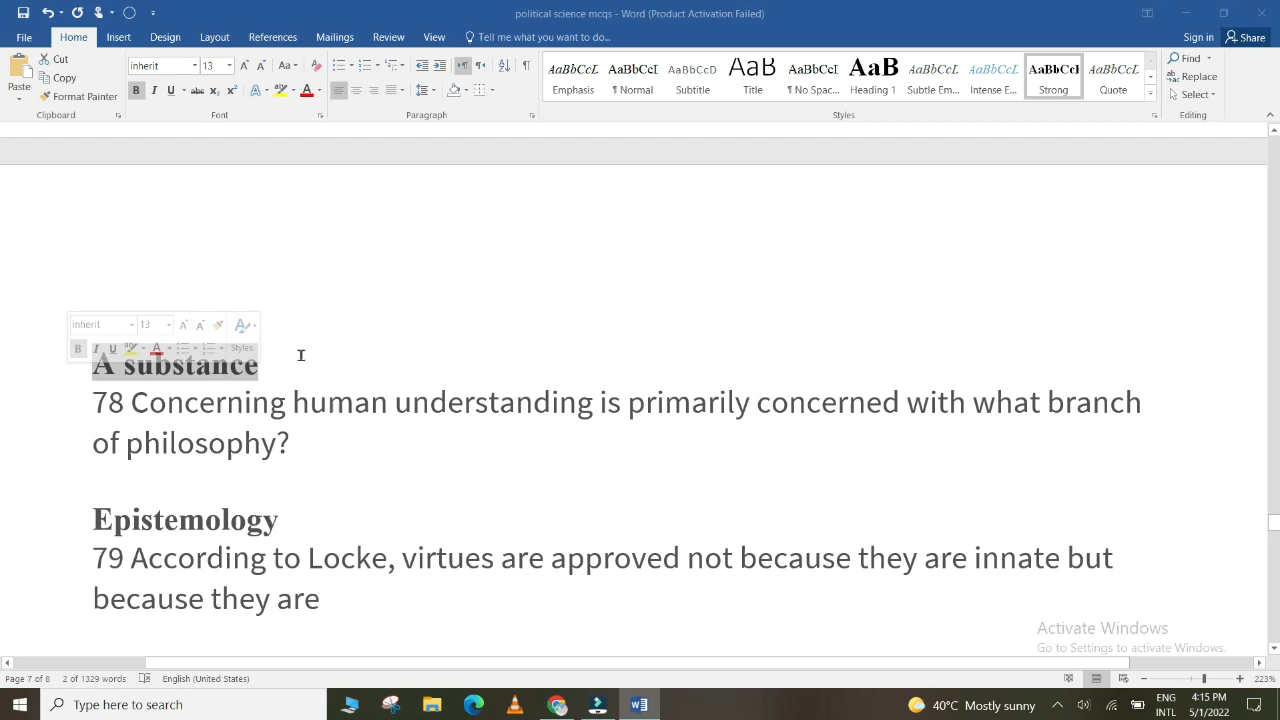 political science mcqs - Word (Product Activation Failed)
File Home Insert Design Layout References Mailings Review View Tell me what you want to do... Sign in Share
Paste Cut Copy Format Painter
inherit 13
AaBbCcL AaBbCcI AaBbCcD AaB AaBbCcI AaB AaBbCcL AaBbCcL AaBbCcI AaBbCcL
Emphasis ¶ Normal Subtitle Title ¶ No Spac... Heading 1 Subtle Em... Intense E... Strong Quote
Find Replace Select
Clipboard Font Paragraph Styles Editing
inherit 13
B I U Styles
A substance
78 Concerning human understanding is primarily concerned with what branch
of philosophy?
Epistemology
79 According to Locke, virtues are approved not because they are innate but
because they are
Activate Windows
Go to Settings to activate Windows.
Page 7 of 8 2 of 1329 words English (United States) 223%
Type here to search 40°C Mostly sunny ENG 4:15 PM
INTL 5/1/2022